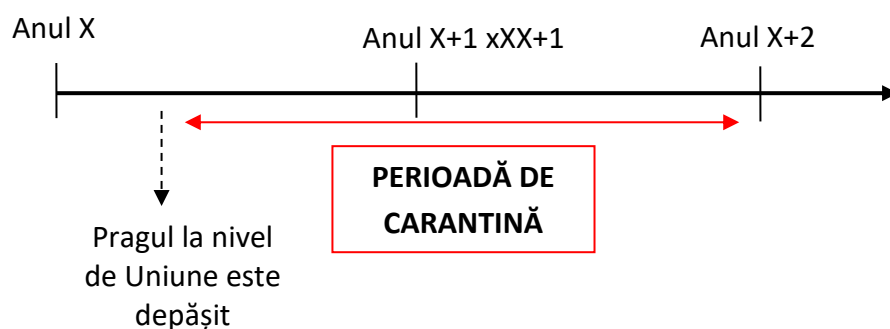 Anul X
Anul X+1 xXX+1
Anul X+2
PERIOADĂ DE
CARANTINĂ
Pragul la nivel
de Uniune este
depășit